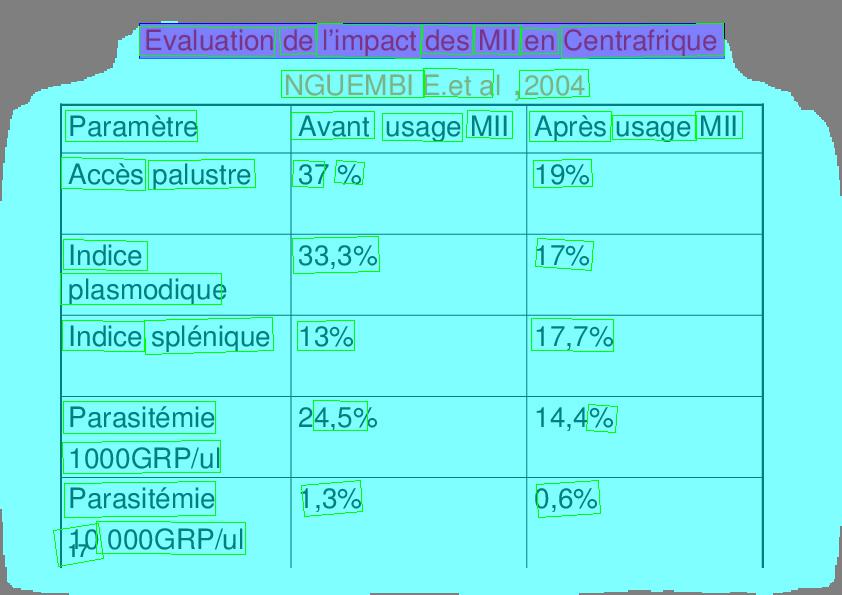 Evaluation de l'impact des MII en Centrafrique
NGUEMBI E.et al ,2004
Paramètre Avant usage MII Après usage MII
Accès palustre 37 % 19%
Indice 33,3% 17%
plasmodique
Indice splénique 13% 17,7%
Parasitémie 24,5% 14,4%
1000GRP/ul
Parasitémie 1,3% 0,6%
10 000GRP/ul
17